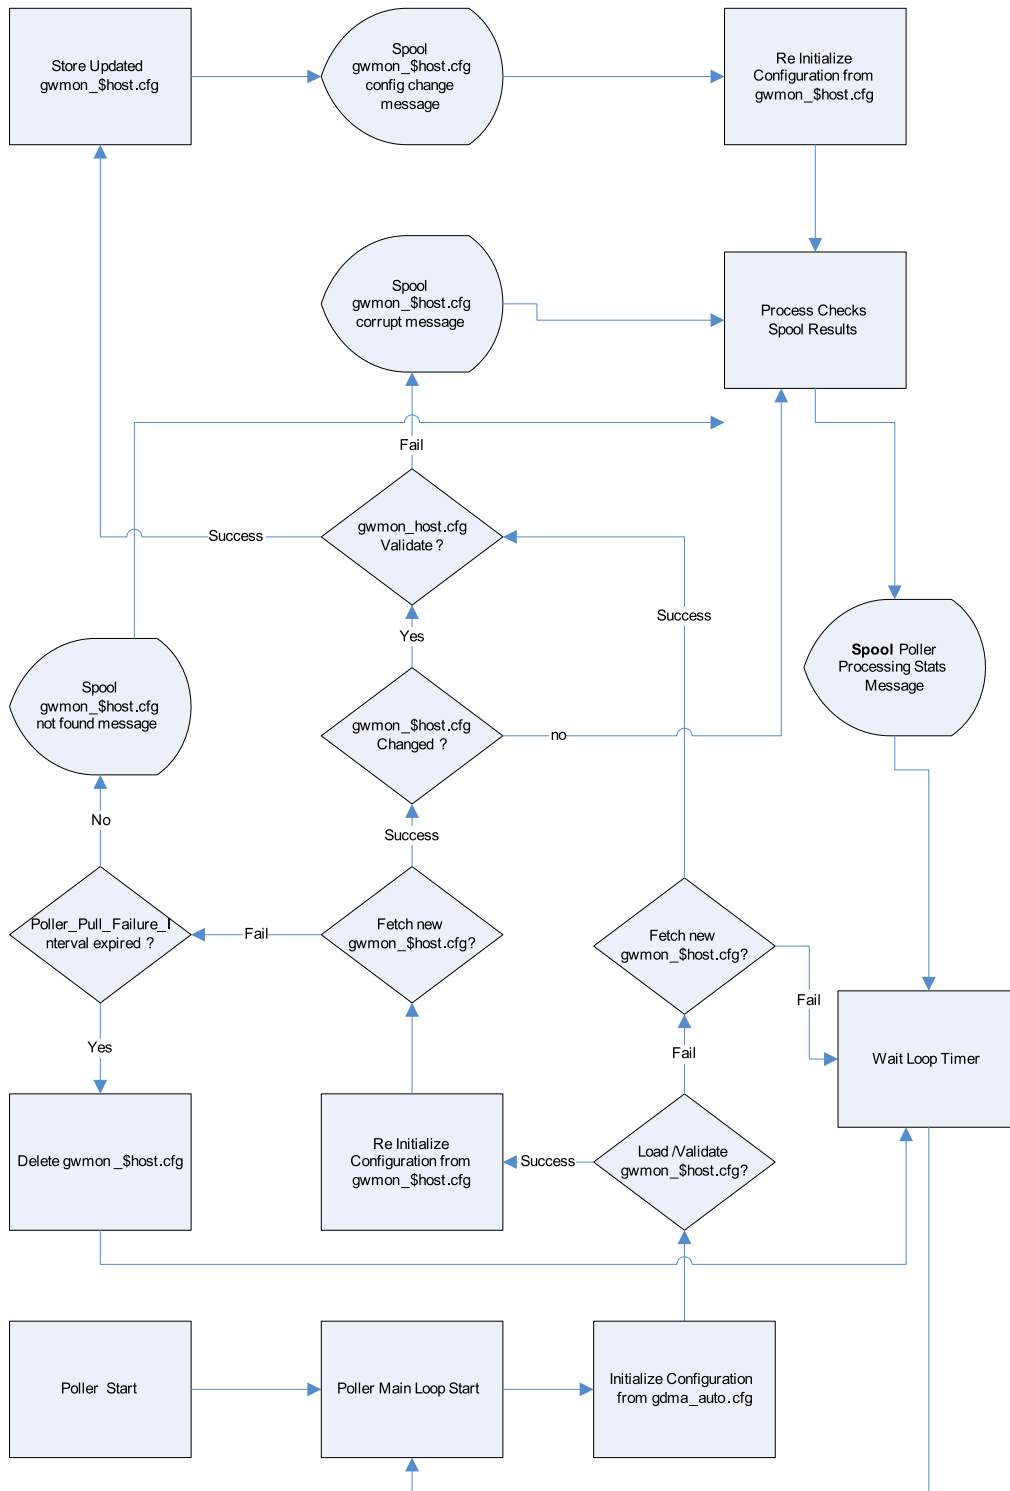 Store Updated
gwmon_$host.cfg
Spool
gwmon_$host.cfg
config change
message
Re Initialize
Configuration from
gwmon_$host.cfg
Spool
gwmon_$host.cfg
corrupt message
Process Checks
Spool Results
Fail
gwmon_host.cfg
Validate ?
Success
Success
Yes
Spool
gwmon_$host.cfg
not found message
gwmon_$host.cfg
Changed ?
no
Spool Poller
Processing Stats
Message
No
Success
Poller_Pull_Failure_I
nterval expired ?
Fail
Fetch new
gwmon_$host.cfg?
Fetch new
gwmon_$host.cfg?
Fail
Wait Loop Timer
Yes
Fail
Delete gwmon_$host.cfg
Re Initialize
Configuration from
gwmon_$host.cfg
Success
Load /Validate
gwmon_$host.cfg?
Poller Start
Poller Main Loop Start
Initialize Configuration
from gdma_auto.cfg